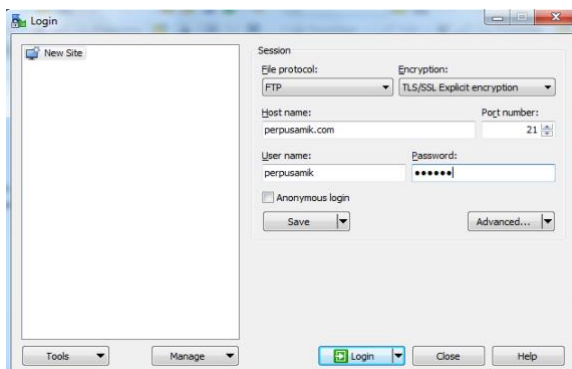 Login
New Site
Session
File protocol: Encryption:
FTP TLS/SSL Explicit encryption
Host name: Port number:
perpusamik.com 21
User name: Password:
perpusamik ••••••
Anonymous login
Save Advanced...
Tools Manage Login Close Help